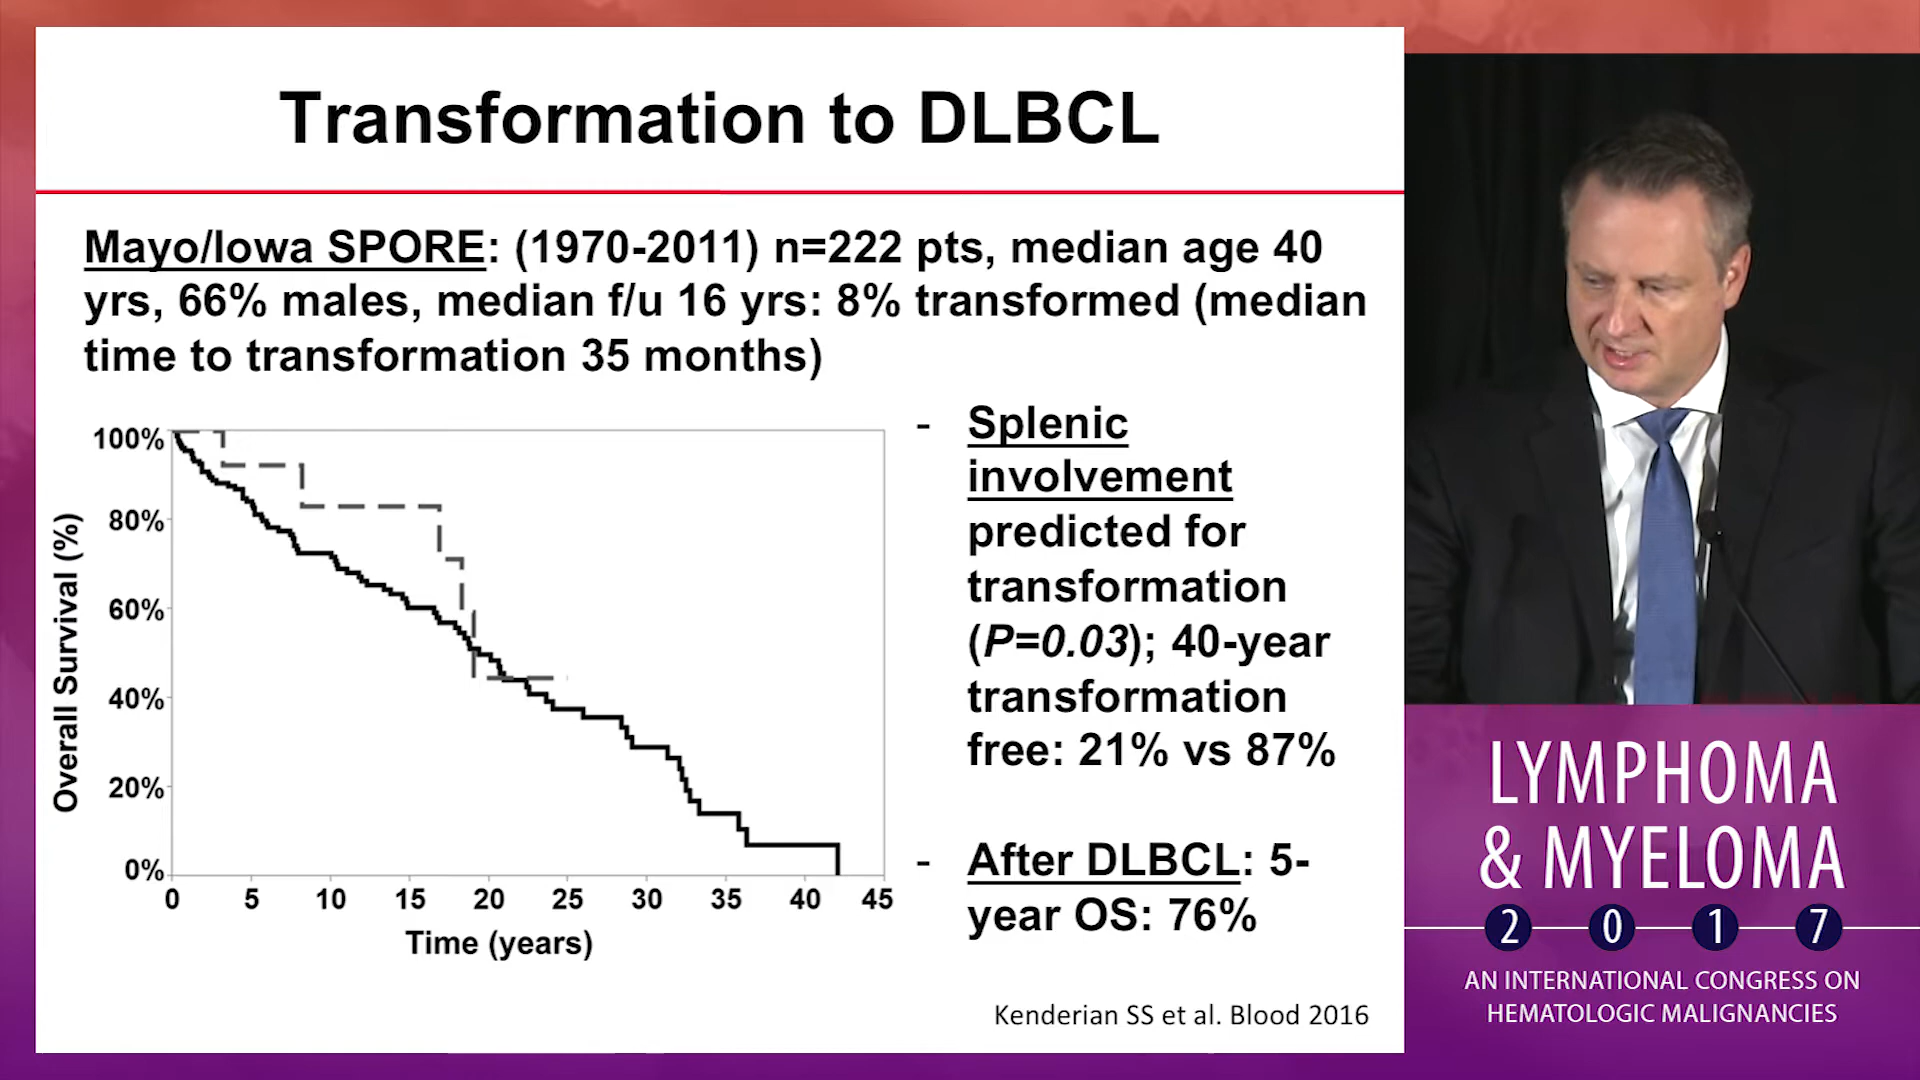 Transformation to DLBCL
Mayo/Iowa SPORE: (1970-2011) n=222 pts, median age 40
yrs, 66% males, median f/u 16 yrs: 8% transformed (median
time to transformation 35 months)
100%
80%
60%
40%
20%
0%
Overall Survival (%)
0 5 10 15 20 25 30 35 40 45
Time (years)
- Splenic
involvement
predicted for
transformation
(P=0.03); 40-year
transformation
free: 21% vs 87%
- After DLBCL: 5-
year OS: 76%
Kenderian SS et al. Blood 2016
LYMPHOMA
& MYELOMA
2017
AN INTERNATIONAL CONGRESS ON
HEMATOLOGIC MALIGNANCIES